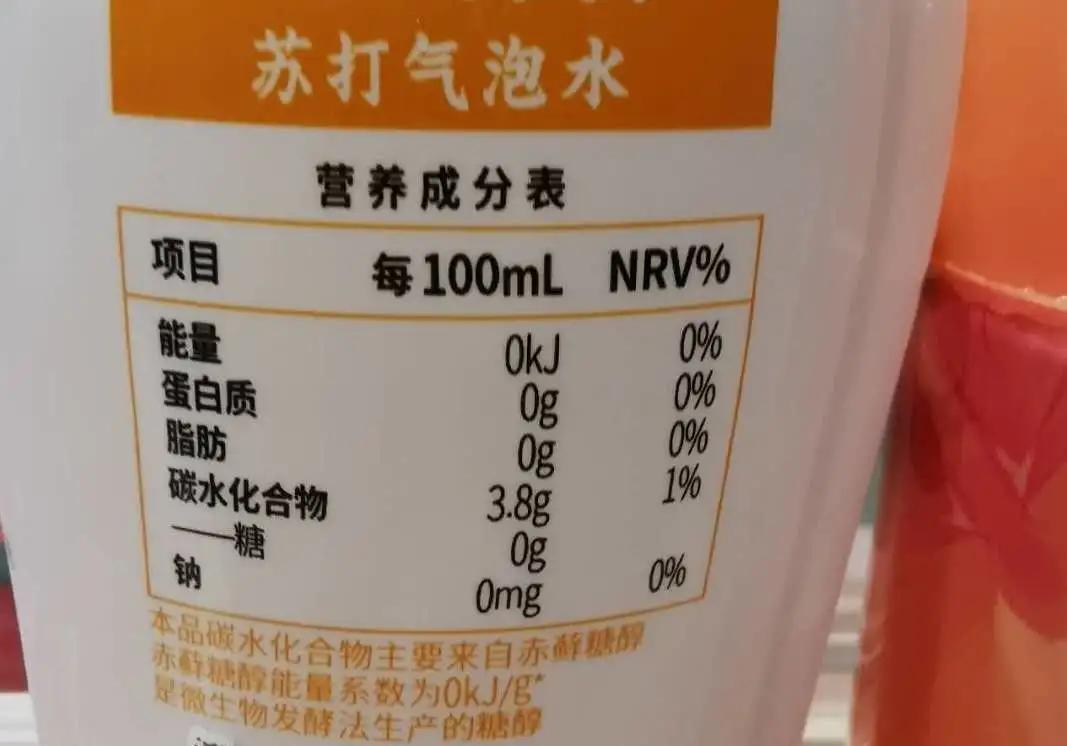 苏打气泡水
营养成分表
项目 每100mL NRV%
能量 0kJ 0%
蛋白质 0g 0%
脂肪 0g 0%
碳水化合物 3.8g 1%
——糖 0g
钠 0mg 0%
本品碳水化合物主要来自赤藓糖醇
赤藓糖醇能量系数为0kJ/g*
是微生物发酵法生产的糖醇